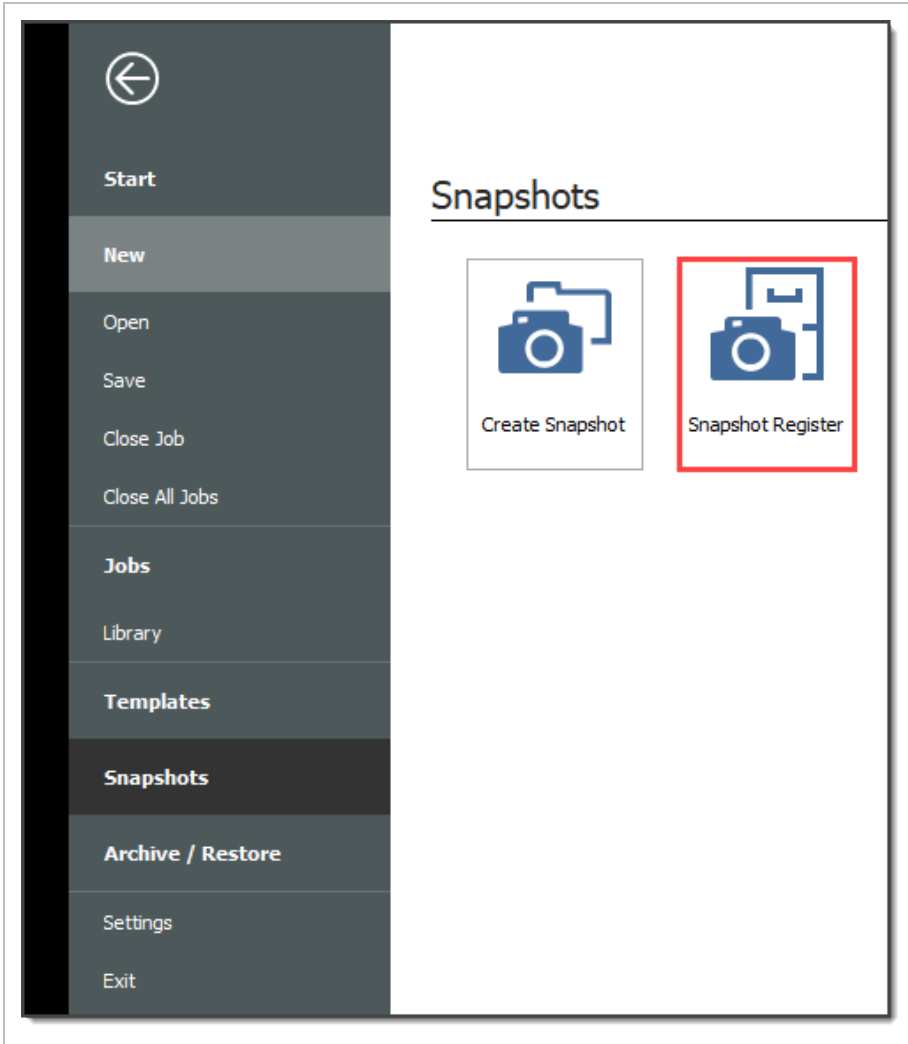 Start
New
Open
Save
Close Job
Close All Jobs
Jobs
Library
Templates
Snapshots
Archive / Restore
Settings
Exit
Snapshots
Create Snapshot
Snapshot Register